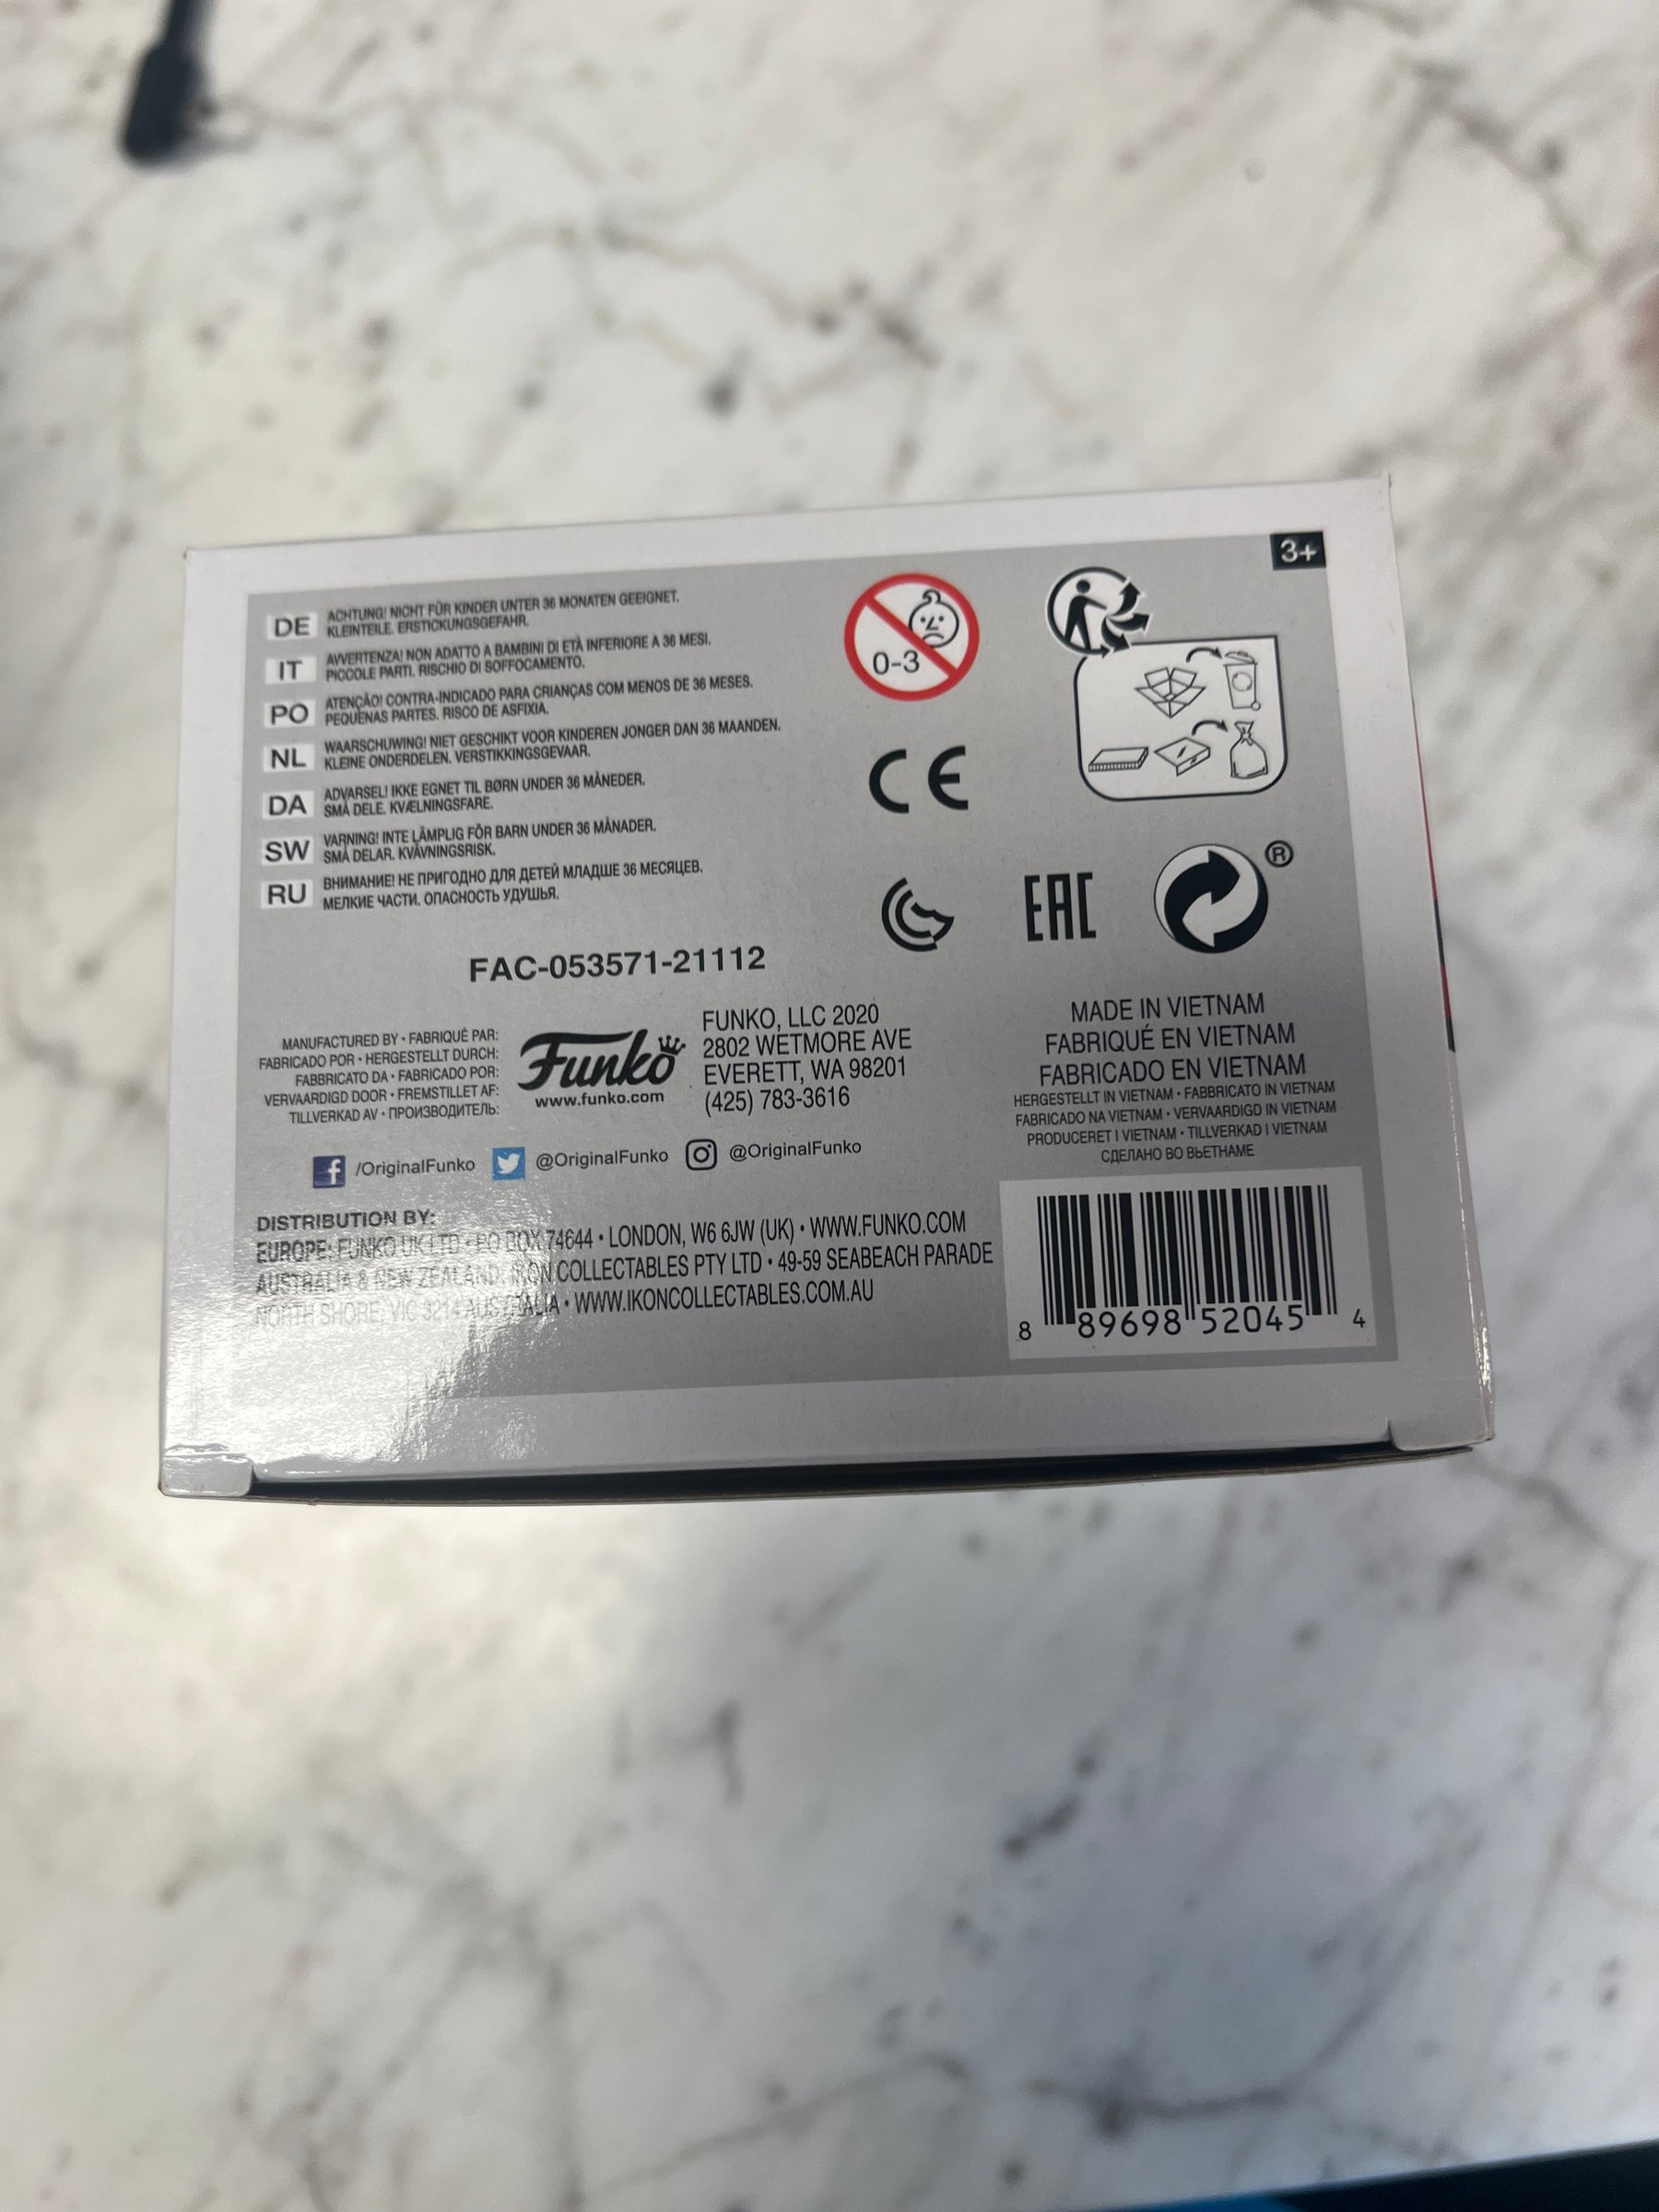 3+
DE ACHTUNG! NICHT FÜR KINDER UNTER 36 MONATEN GEEIGNET.
KLEINTEILE. ERSTICKUNGSGEFAHR.
IT AVVERTENZA! NON ADATTO A BAMBINI DI ETÀ INFERIORE A 36 MESI.
PICCOLE PARTI. RISCHIO DI SOFFOCAMENTO.
PO ATENÇÃO! CONTRA-INDICADO PARA CRIANÇAS COM MENOS DE 36 MESES.
PEQUENAS PARTES. RISCO DE ASFIXIA.
NL WAARSCHUWING! NIET GESCHIKT VOOR KINDEREN JONGER DAN 36 MAANDEN.
KLEINE ONDERDELEN. VERSTIKKINGSGEVAAR.
DA ADVARSEL! IKKE EGNET TIL BØRN UNDER 36 MÅNEDER.
SMÅ DELE. KVÆLNINGSFARE.
SW VARNING! INTE LÄMPLIG FÖR BARN UNDER 36 MÅNADER.
SMÅ DELAR. KVÄVNINGSRISK.
RU ВНИМАНИЕ! НЕ ПРИГОДНО ДЛЯ ДЕТЕЙ МЛАДШЕ 36 МЕСЯЦЕВ.
МЕЛКИЕ ЧАСТИ. ОПАСНОСТЬ УДУШЬЯ.
0-3
CE
EAC
®
FAC-053571-21112
MANUFACTURED BY • FABRIQUÉ PAR:
FABRICADO POR • HERGESTELLT DURCH:
FABBRICATO DA • FABRICADO POR:
VERVAARDIGD DOOR • FREMSTILLET AF:
TILLVERKAD AV • ПРОИЗВОДИТЕЛЬ:
Funko
www.funko.com
FUNKO, LLC 2020
2802 WETMORE AVE
EVERETT, WA 98201
(425) 783-3616
MADE IN VIETNAM
FABRIQUÉ EN VIETNAM
FABRICADO EN VIETNAM
HERGESTELLT IN VIETNAM • FABBRICATO IN VIETNAM
FABRICADO NA VIETNAM • VERVAARDIGD IN VIETNAM
PRODUCERET I VIETNAM • TILLVERKAD I VIETNAM
СДЕЛАНО ВО ВЬЕТНАМЕ
/OriginalFunko @OriginalFunko @OriginalFunko
DISTRIBUTION BY:
EUROPE: FUNKO UK LTD • PO BOX 74644 • LONDON, W6 6JW (UK) • WWW.FUNKO.COM
AUSTRALIA & NEW ZEALAND: IKON COLLECTABLES PTY LTD • 49-59 SEABEACH PARADE
NORTH SHORE, VIC 3214 AUSTRALIA • WWW.IKONCOLLECTABLES.COM.AU
8 89698 52045 4